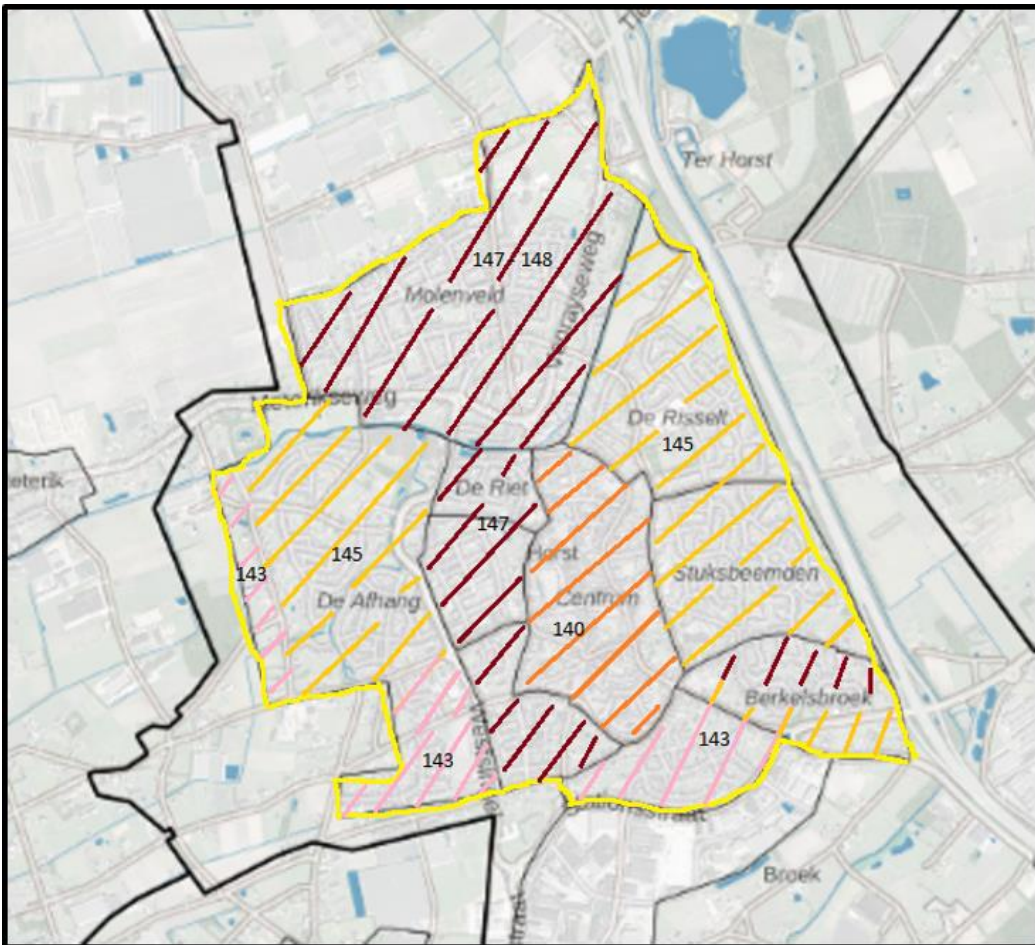 Ter Horst
147 - 148
Molenveld
De Risselt
145
eterik
De Riet
147
Horst
Centrum
140
145
143
De Afhang
Stuksbeemden
Berkelsbroek
143
143
Broek